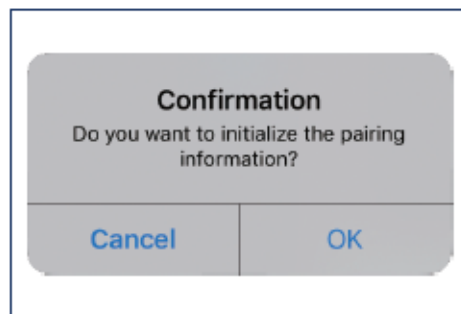 Confirmation
Do you want to initialize the pairing
information?
Cancel
OK